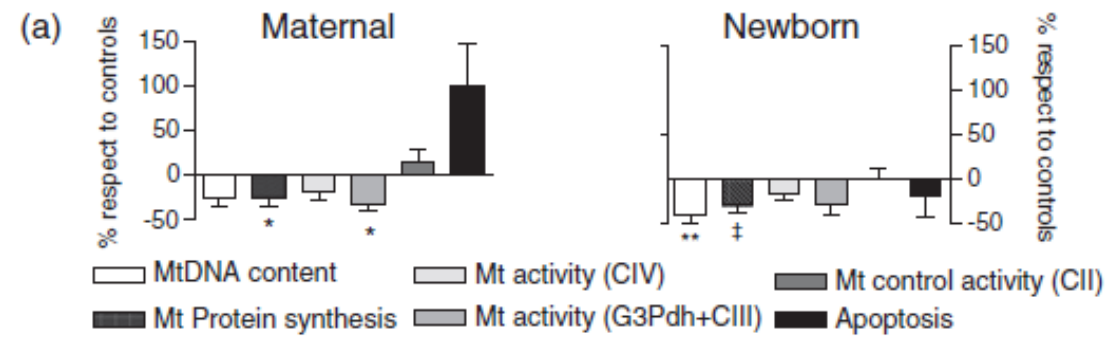 (a)
Maternal
Newborn
% respect to controls
150
100
50
0
-50
*
*
**
‡
150
100
50
0
-50
% respect to controls
MtDNA content
Mt activity (CIV)
Mt control activity (CII)
Mt Protein synthesis
Mt activity (G3Pdh+CIII)
Apoptosis